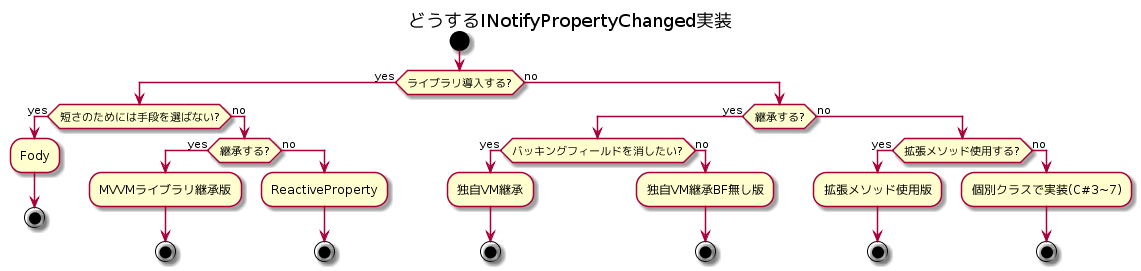 どうするINotifyPropertyChanged実装
ライブラリ導入する?
yes
no
短さのためには手段を選ばない?
yes
no
Fody
継承する?
yes
no
MVVMライブラリ継承版
ReactiveProperty
継承する?
yes
no
バッキングフィールドを消したい?
yes
no
独自VM継承
独自VM継承BF無し版
拡張メソッド使用する?
yes
no
拡張メソッド使用版
個別クラスで実装(C#3~7)